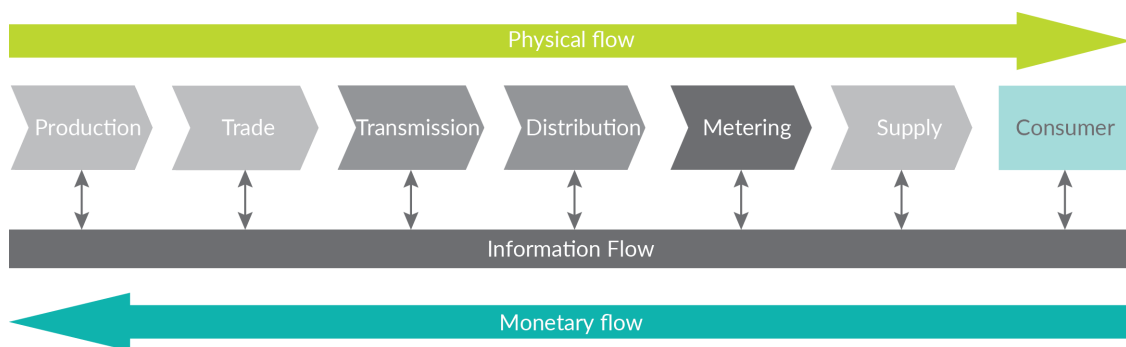 Physical flow
Production
Trade
Transmission
Distribution
Metering
Supply
Consumer
Information Flow
Monetary flow